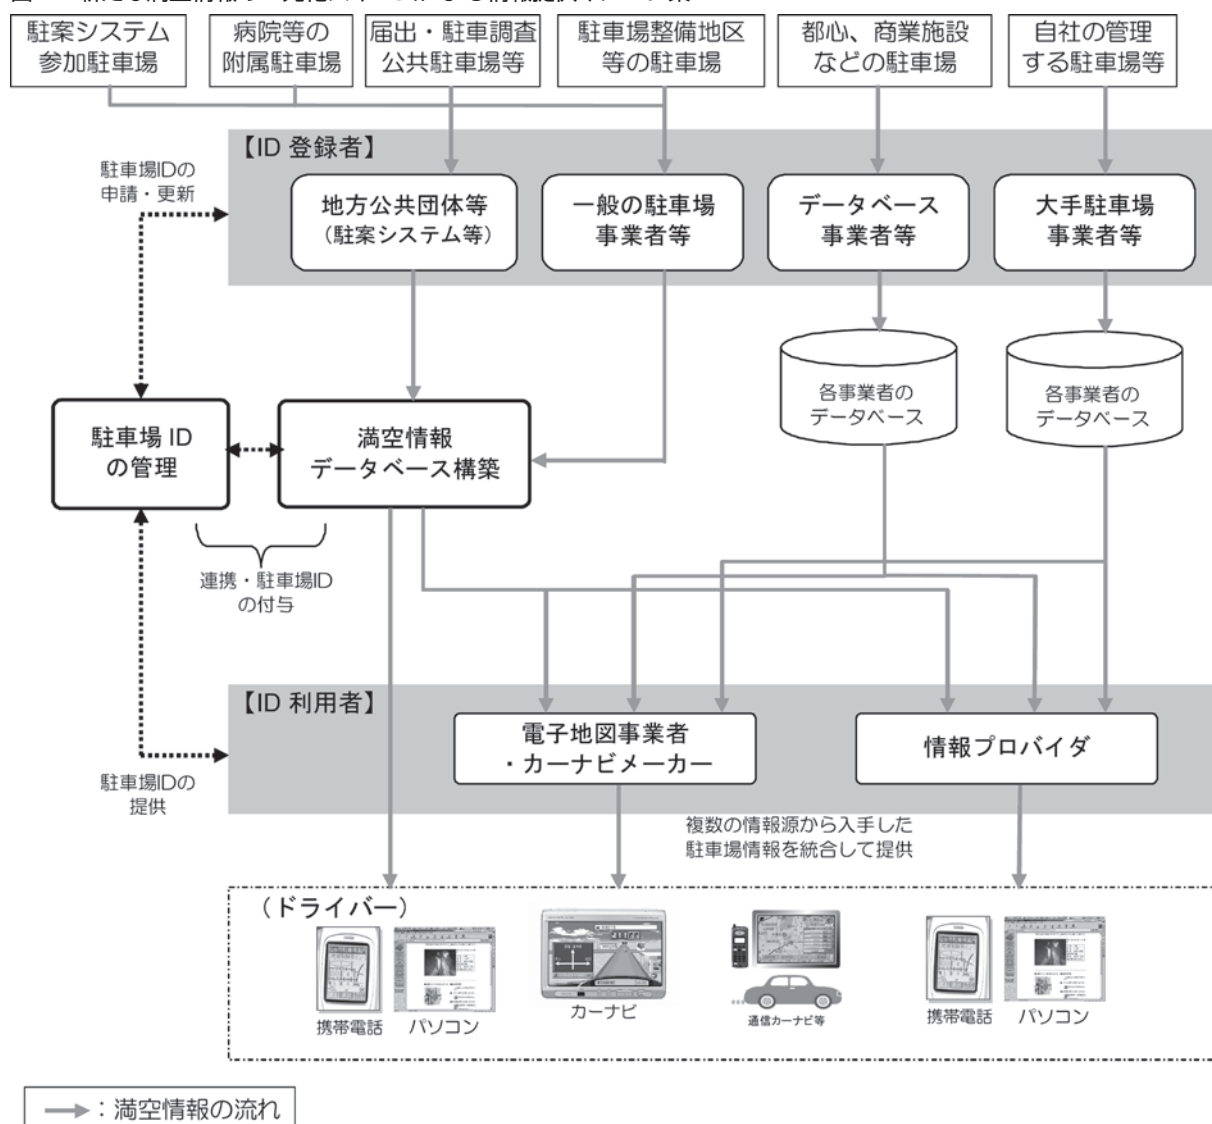 駐案システム
参加駐車場
病院等の
附属駐車場
届出・駐車調査
公共駐車場等
駐車場整備地区
等の駐車場
都心、商業施設
などの駐車場
自社の管理
する駐車場等
【ID 登録者】
駐車場IDの
申請・更新
地方公共団体等
（駐案システム等）
一般の駐車場
事業者等
データベース
事業者等
大手駐車場
事業者等
各事業者の
データベース
各事業者の
データベース
駐車場 ID
の管理
満空情報
データベース構築
連携・駐車場ID
の付与
【ID 利用者】
電子地図事業者
・カーナビメーカー
情報プロバイダ
駐車場IDの
提供
複数の情報源から入手した
駐車場情報を統合して提供
（ドライバー）
携帯電話
パソコン
カーナビ
通信カーナビ等
携帯電話
パソコン
：満空情報の流れ